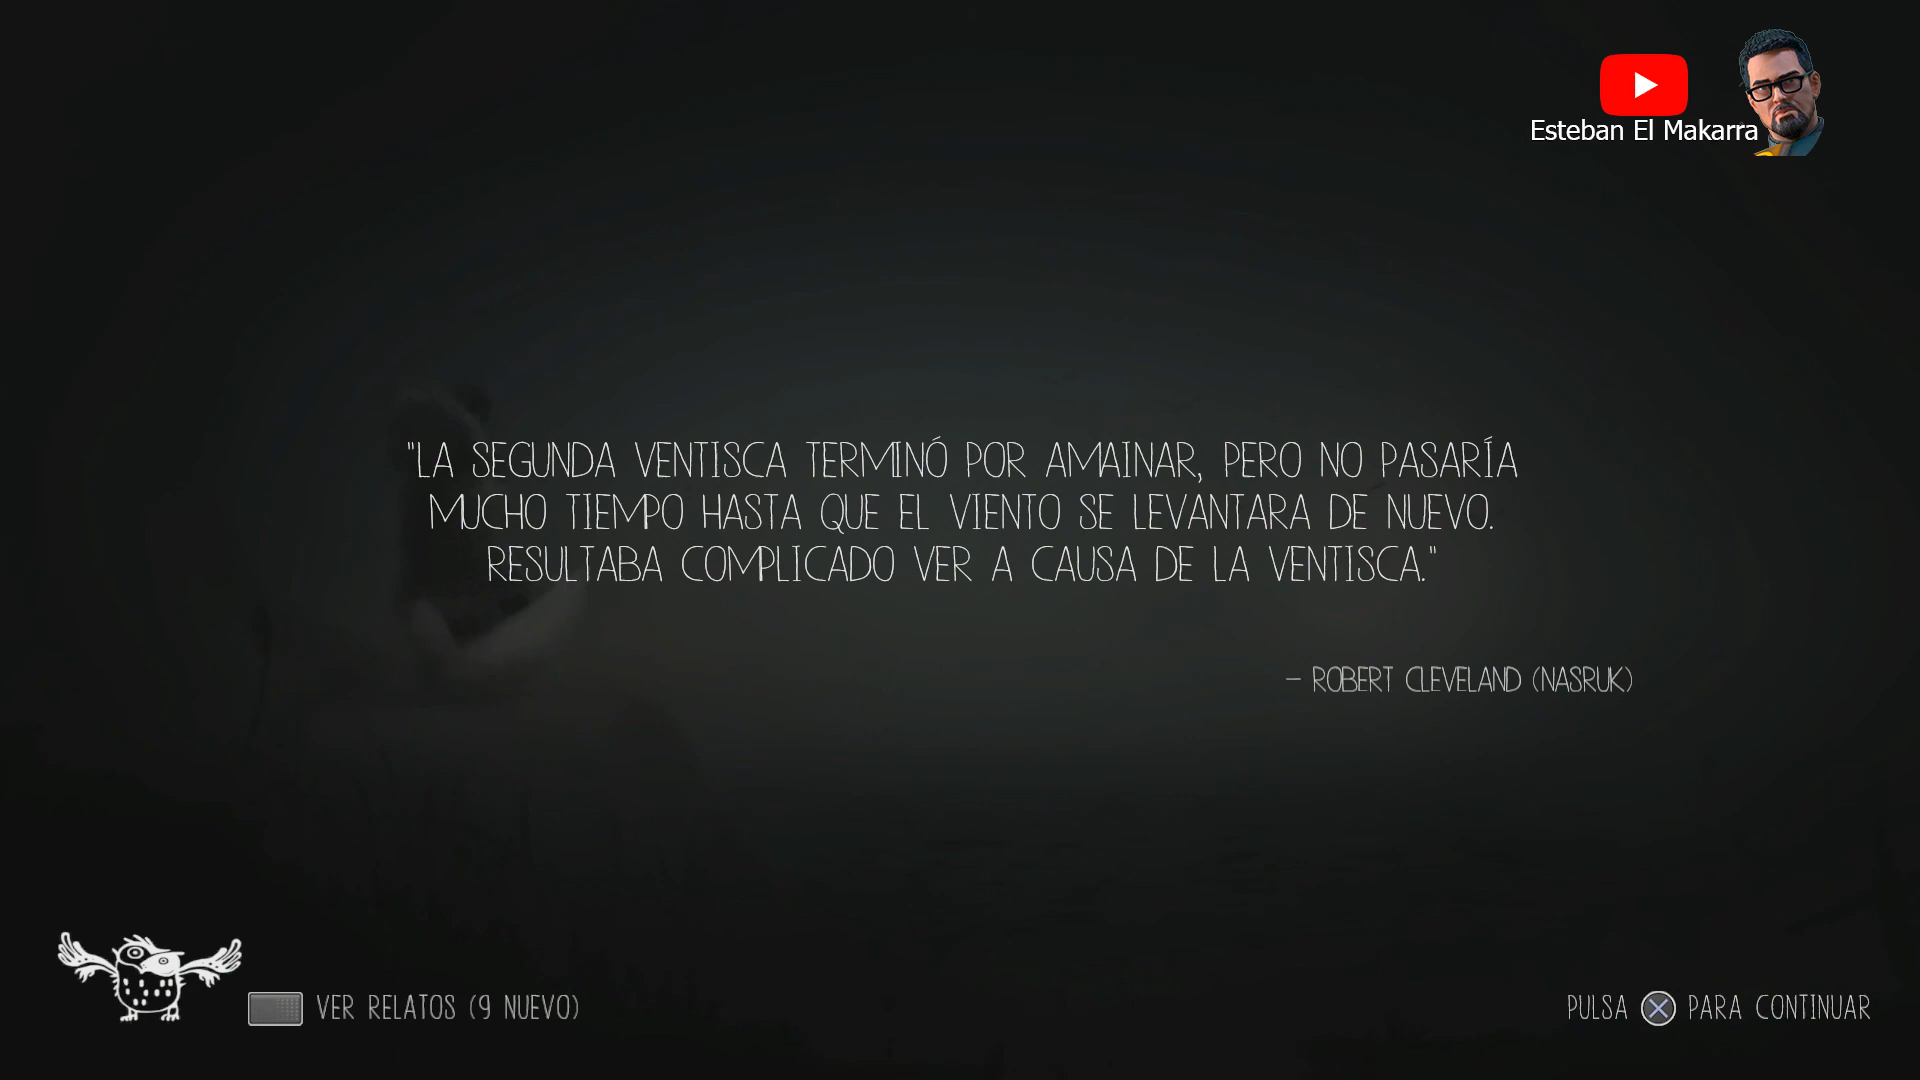 Esteban El Makarra
"LA SEGUNDA VENTISCA TERMINÓ POR AMAINAR, PERO NO PASARÍA
MUCHO TIEMPO HASTA QUE EL VIENTO SE LEVANTARA DE NUEVO.
RESULTABA COMPLICADO VER A CAUSA DE LA VENTISCA."
– ROBERT CLEVELAND (NASRUK)
VER RELATOS (9 NUEVO)
PULSA PARA CONTINUAR